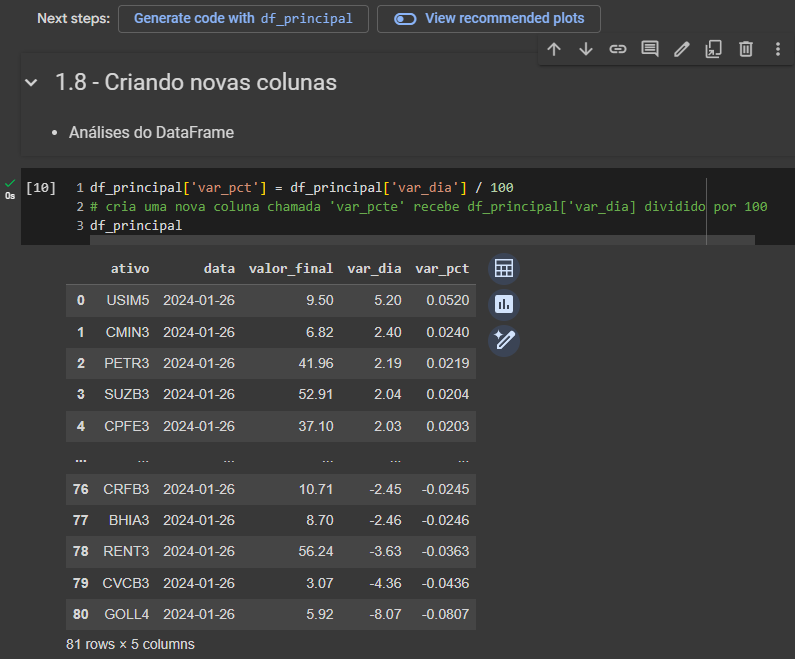 Next steps: Generate code with df_principal View recommended plots
1.8 - Criando novas colunas
• Análises do DataFrame
[10] 1 df_principal['var_pct'] = df_principal['var_dia'] / 100
0s 2 # cria uma nova coluna chamada 'var_pcte' recebe df_principal['var_dia] dividido por 100
3 df_principal
ativo data valor_final var_dia var_pct
0 USIM5 2024-01-26 9.50 5.20 0.0520
1 CMIN3 2024-01-26 6.82 2.40 0.0240
2 PETR3 2024-01-26 41.96 2.19 0.0219
3 SUZB3 2024-01-26 52.91 2.04 0.0204
4 CPFE3 2024-01-26 37.10 2.03 0.0203
... ... ... ... ... ...
76 CRFB3 2024-01-26 10.71 -2.45 -0.0245
77 BHIA3 2024-01-26 8.70 -2.46 -0.0246
78 RENT3 2024-01-26 56.24 -3.63 -0.0363
79 CVCB3 2024-01-26 3.07 -4.36 -0.0436
80 GOLL4 2024-01-26 5.92 -8.07 -0.0807
81 rows × 5 columns